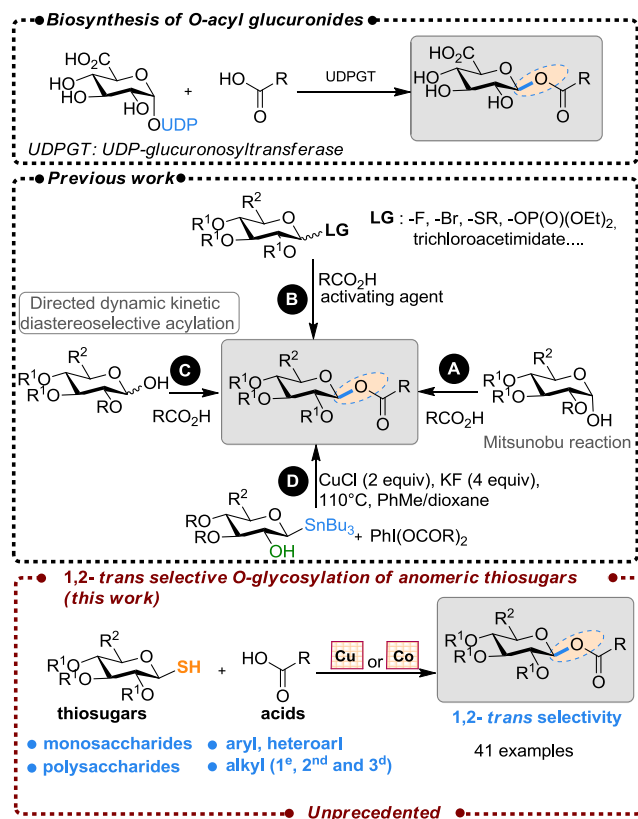 Biosynthesis of O-acyl glucuronides
HO₂C
HO
HO
HO
OUDP
O
+
HO
R
O
UDPGT
HO₂C
HO
HO
HO
O
O
R
O
UDPGT: UDP-glucuronosyltransferase
Previous work
R²
R¹O
R¹O
R¹O
O
LG
LG : -F, -Br, -SR, -OP(O)(OEt)₂,
trichloroacetimidate....
B
RCO₂H
activating agent
Directed dynamic kinetic
diastereoselective acylation
R²
R¹O
R¹O
RO
O
OH
C
RCO₂H
R²
R¹O
R¹O
R¹O
O
O
R
O
A
RCO₂H
R²
R¹O
R¹O
RO
O
OH
Mitsunobu reaction
D
CuCl (2 equiv), KF (4 equiv),
110°C, PhMe/dioxane
R²
RO
RO
OH
O
SnBu₃
+ PhI(OCOR)₂
1,2- trans selective O-glycosylation of anomeric thiosugars
(this work)
R²
R¹O
R¹O
R¹O
O
SH
thiosugars
+
HO
R
O
acids
Cu or Co
R²
R¹O
R¹O
R¹O
O
O
R
O
1,2- trans selectivity
monosaccharides
aryl, heteroarl
polysaccharides
alkyl (1ᵉ, 2ⁿᵈ and 3ᵈ)
41 examples
Unprecedented